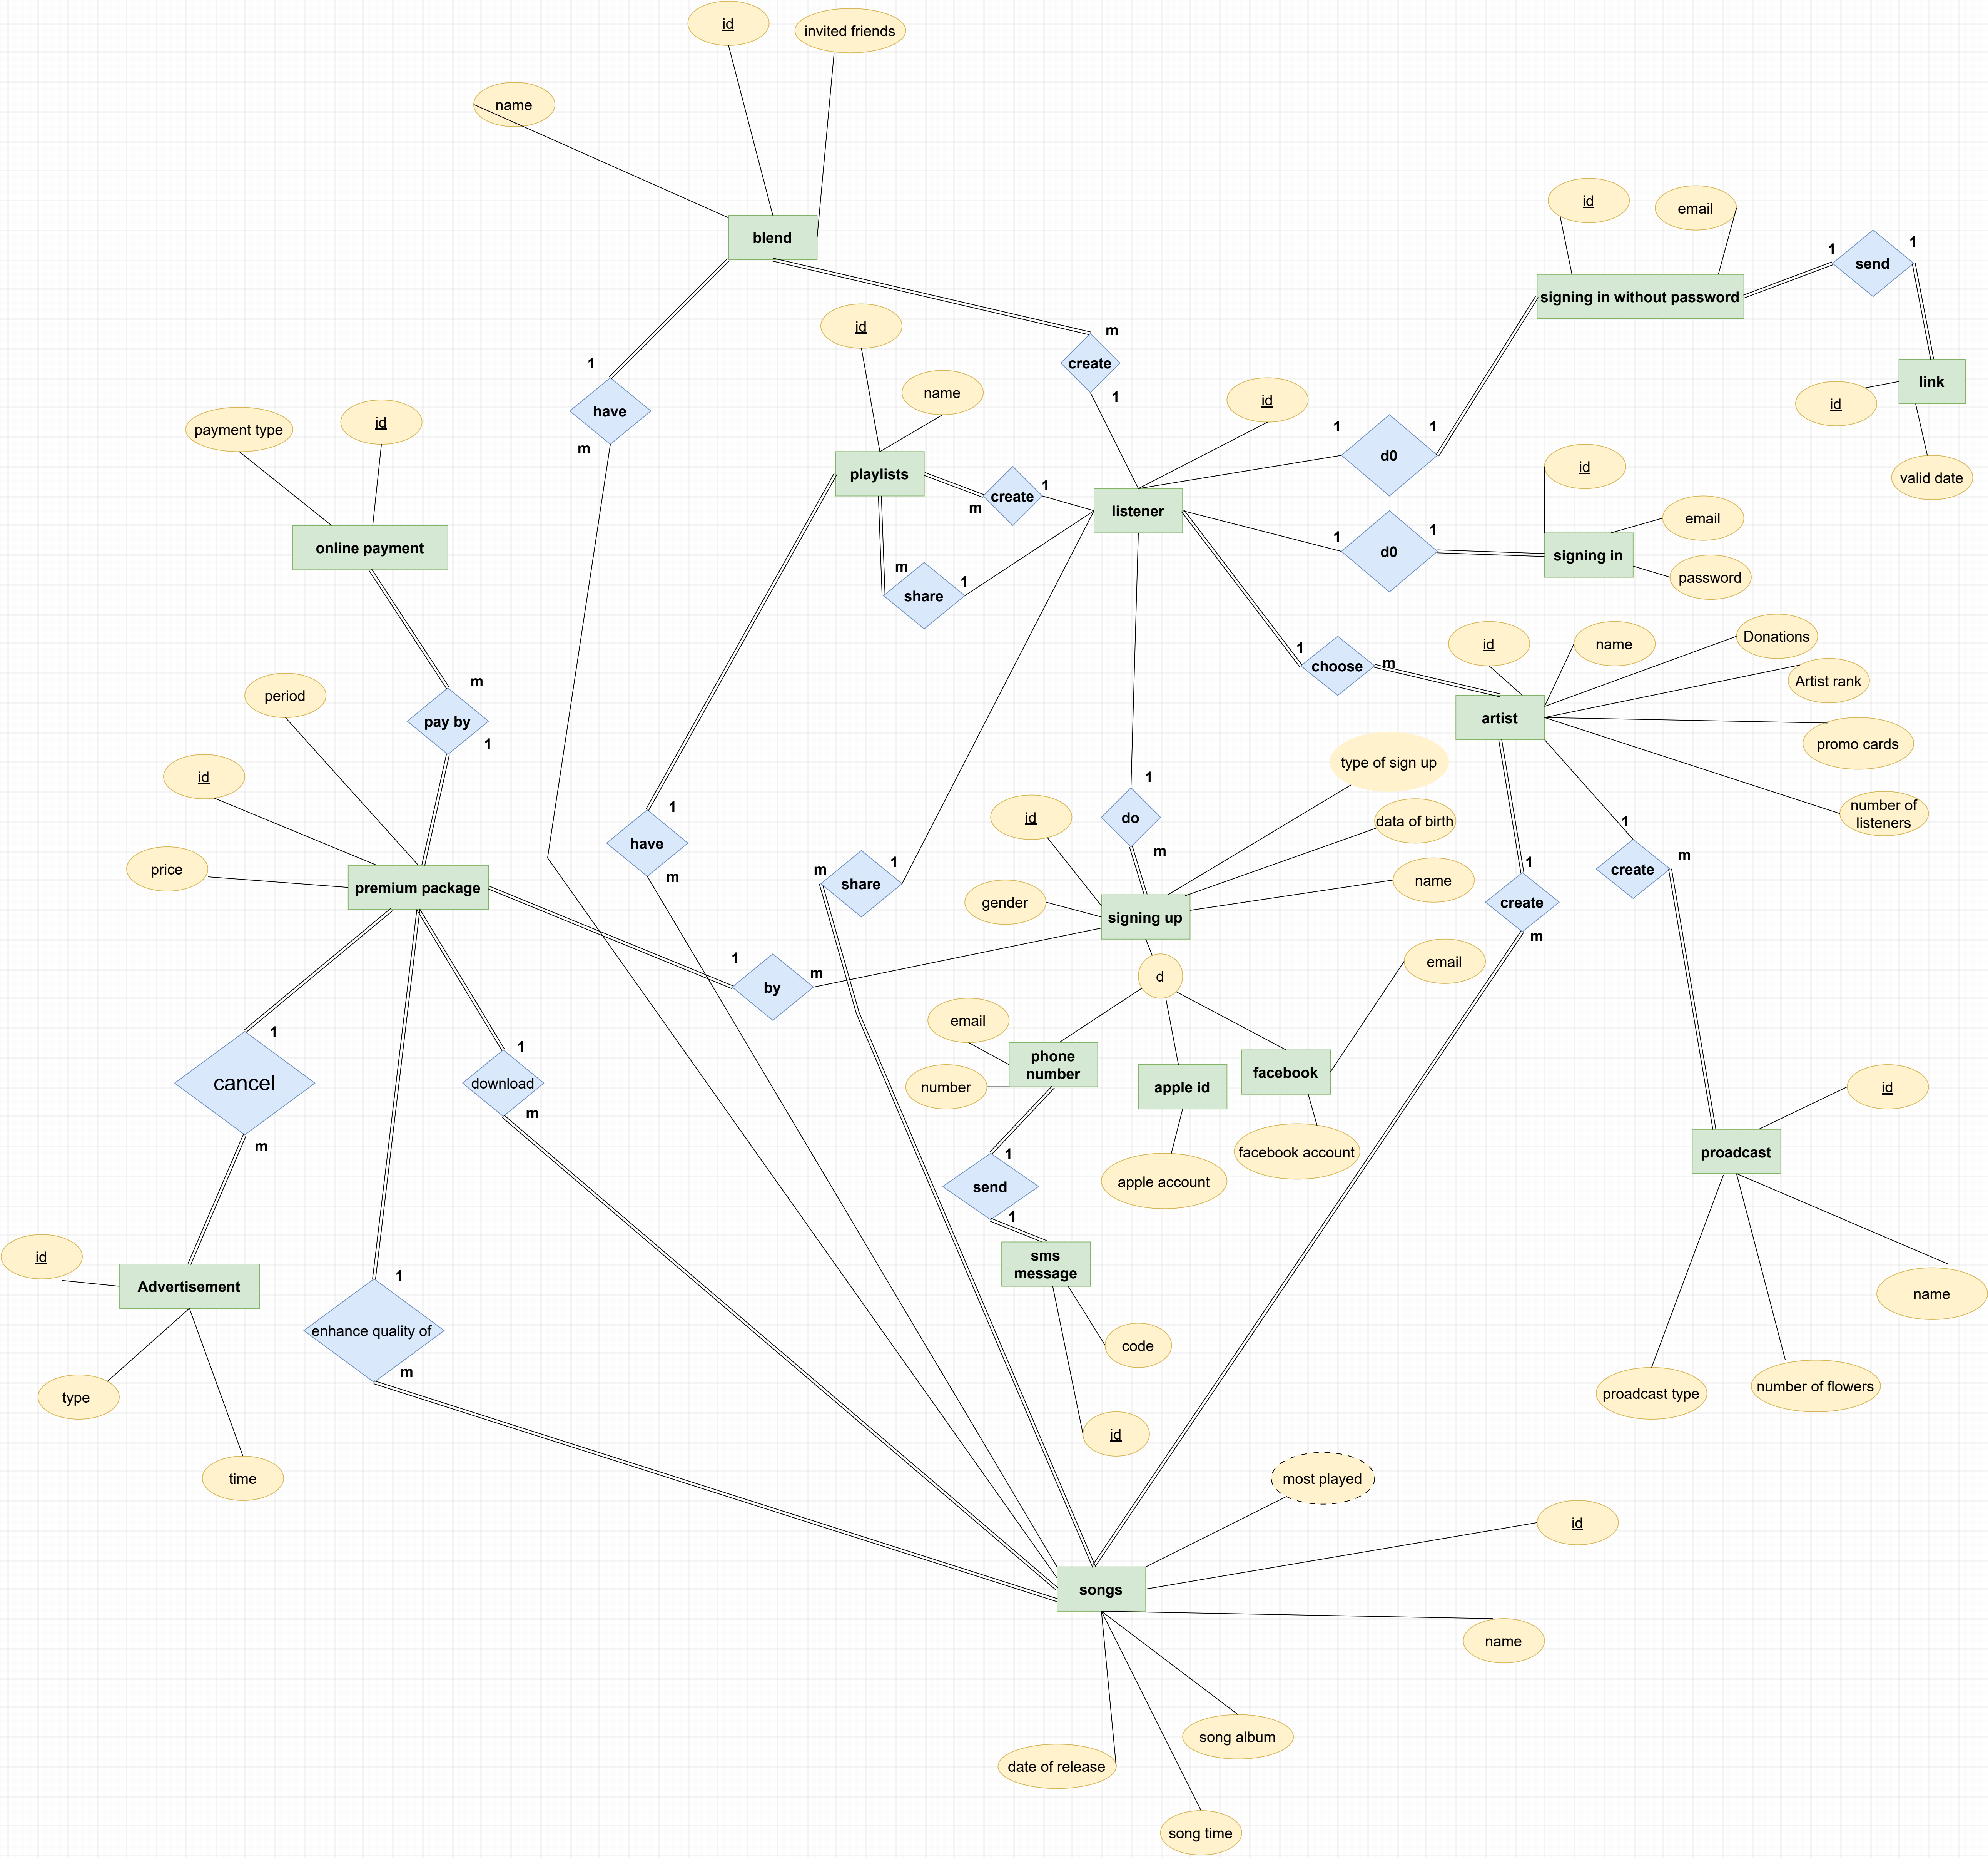 id
invited friends
name
blend
id
email
signing in without password
1
send
1
link
id
valid date
1
have
m
m
create
1
id
name
playlists
m
create
1
m
share
1
id
listener
1
d0
1
1
d0
1
id
email
signing in
password
payment type
id
online payment
m
pay by
1
period
id
price
premium package
1
choose
m
id
name
Donations
Artist rank
promo cards
number of
listeners
artist
1
do
m
type of sign up
data of birth
name
id
gender
signing up
1
have
m
m
share
1
1
by
m
1
create
m
1
create
m
d
email
number
phone
number
apple id
facebook
email
apple account
facebook account
1
send
1
sms
message
code
id
1
cancel
m
1
download
m
id
Advertisement
type
time
1
enhance quality of
m
id
proadcast
name
proadcast type
number of flowers
most played
id
songs
name
song album
date of release
song time